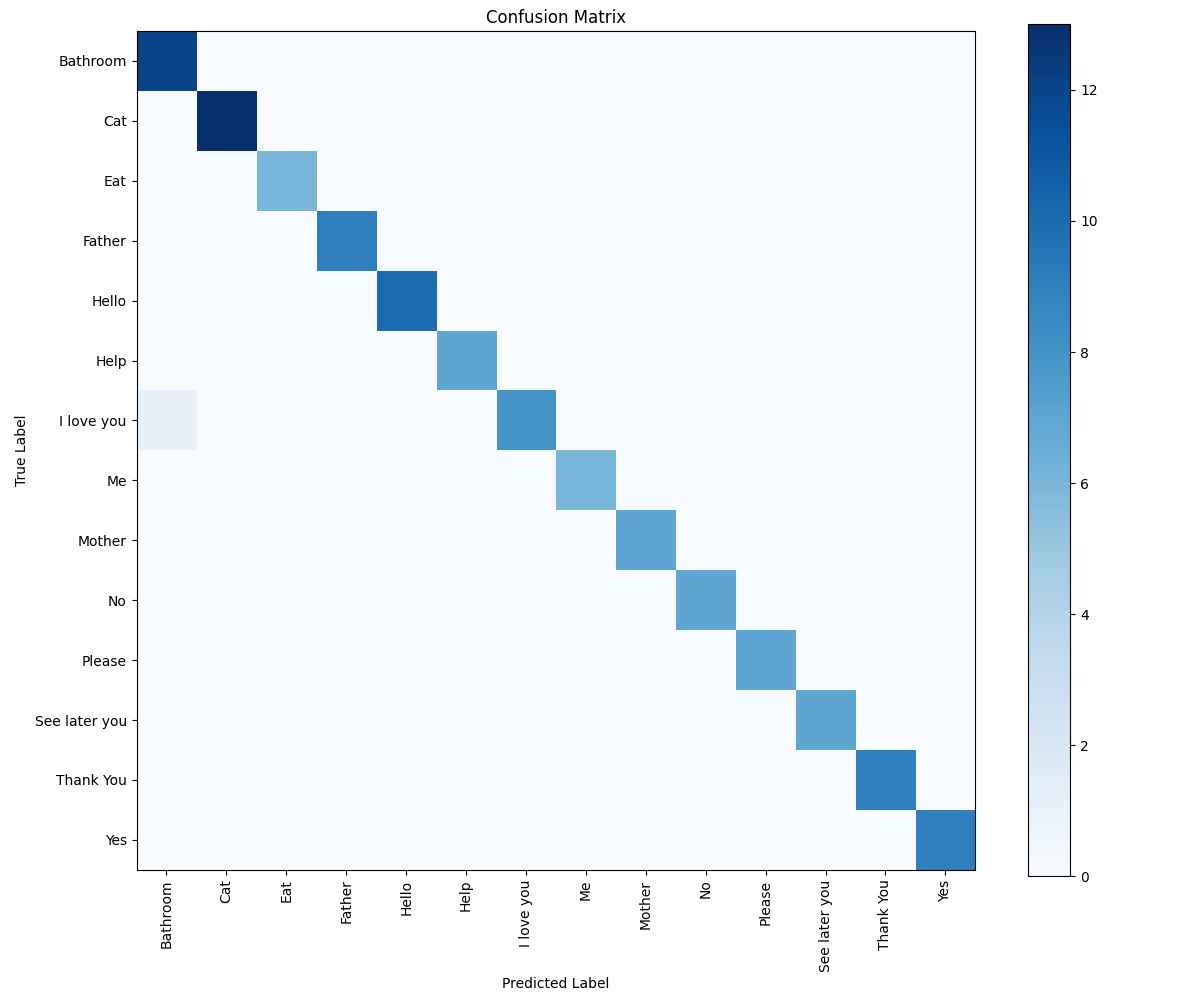 Confusion Matrix
Bathroom
Cat
Eat
Father
Hello
Help
I love you
Me
Mother
No
Please
See later you
Thank You
Yes
True Label
Bathroom
Cat
Eat
Father
Hello
Help
I love you
Me
Mother
No
Please
See later you
Thank You
Yes
Predicted Label
12
10
8
6
4
2
0